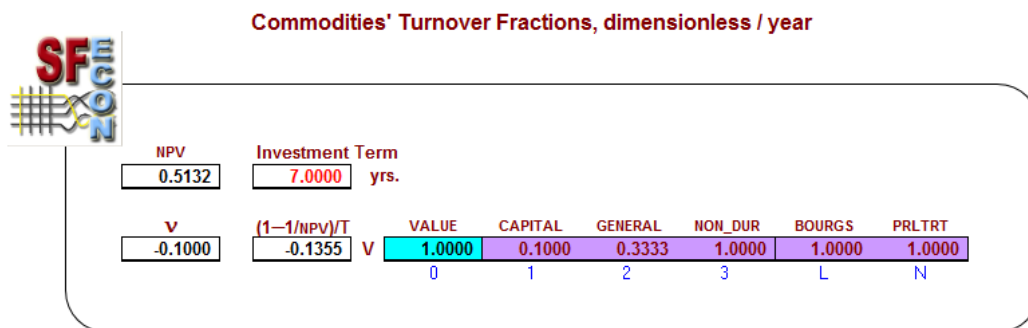 Commodities' Turnover Fractions, dimensionless / year
SF ECON
NPV Investment Term
0.5132 7.0000 yrs.
ν (1—1/NPV)/T VALUE CAPITAL GENERAL NON_DUR BOURGS PRLTRT
-0.1000 -0.1355 V 1.0000 0.1000 0.3333 1.0000 1.0000 1.0000
0 1 2 3 L N